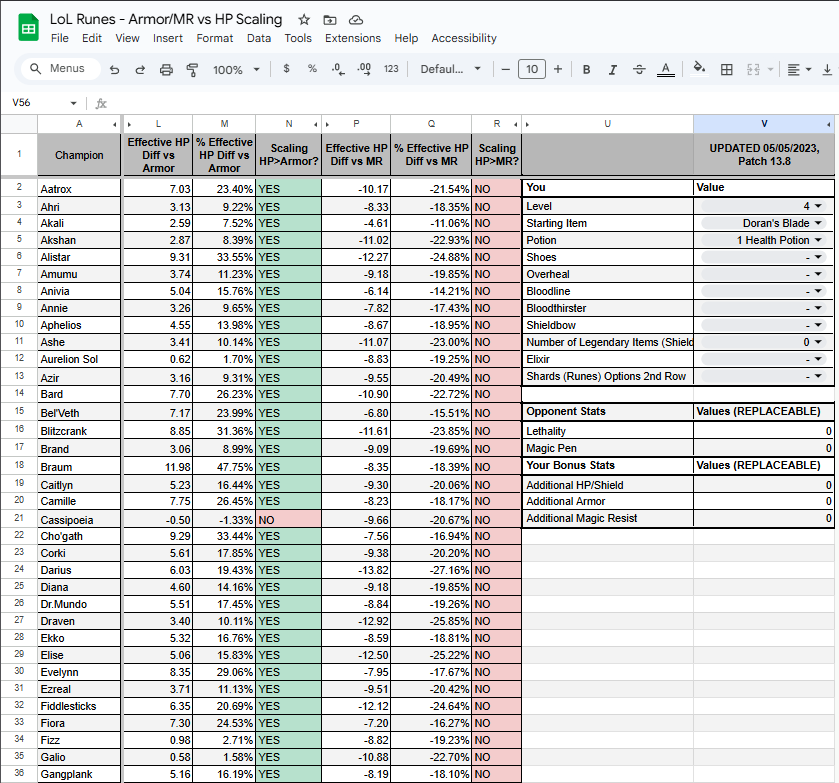 LoL Runes - Armor/MR vs HP Scaling
File Edit View Insert Format Data Tools Extensions Help Accessibility
Menus 100% $ % .0 .00 123 Defaul... − 10 + B I A
V56 fx
A L M N P Q R U V
1 Champion Effective HP Diff vs Armor % Effective HP Diff vs Armor Scaling HP>Armor? Effective HP Diff vs MR % Effective HP Diff vs MR Scaling HP>MR? UPDATED 05/05/2023, Patch 13.8
2 Aatrox 7.03 23.40% YES -10.17 -21.54% NO You Value
3 Ahri 3.13 9.22% YES -8.33 -18.35% NO Level 4
4 Akali 2.59 7.52% YES -4.61 -11.06% NO Starting Item Doran's Blade
5 Akshan 2.87 8.39% YES -11.02 -22.93% NO Potion 1 Health Potion
6 Alistar 9.31 33.55% YES -12.27 -24.88% NO Shoes -
7 Amumu 3.74 11.23% YES -9.18 -19.85% NO Overheal -
8 Anivia 5.04 15.76% YES -6.14 -14.21% NO Bloodline -
9 Annie 3.26 9.65% YES -7.82 -17.43% NO Bloodthirster -
10 Aphelios 4.55 13.98% YES -8.67 -18.95% NO Shieldbow -
11 Ashe 3.41 10.14% YES -11.07 -23.00% NO Number of Legendary Items (Shield 0
12 Aurelion Sol 0.62 1.70% YES -8.83 -19.25% NO Elixir -
13 Azir 3.16 9.31% YES -9.55 -20.49% NO Shards (Runes) Options 2nd Row -
14 Bard 7.70 26.23% YES -10.90 -22.72% NO
15 Bel'Veth 7.17 23.99% YES -6.80 -15.51% NO Opponent Stats Values (REPLACEABLE)
16 Blitzcrank 8.85 31.36% YES -11.61 -23.85% NO Lethality 0
17 Brand 3.06 8.99% YES -9.09 -19.69% NO Magic Pen 0
18 Braum 11.98 47.75% YES -8.35 -18.39% NO Your Bonus Stats Values (REPLACEABLE)
19 Caitlyn 5.23 16.44% YES -9.30 -20.06% NO Additional HP/Shield 0
20 Camille 7.75 26.45% YES -8.23 -18.17% NO Additional Armor 0
21 Cassipoeia -0.50 -1.33% NO -9.66 -20.67% NO Additional Magic Resist 0
22 Cho'gath 9.29 33.44% YES -7.56 -16.94% NO
23 Corki 5.61 17.85% YES -9.38 -20.20% NO
24 Darius 6.03 19.43% YES -13.82 -27.16% NO
25 Diana 4.60 14.16% YES -9.18 -19.85% NO
26 Dr.Mundo 5.51 17.45% YES -8.84 -19.26% NO
27 Draven 3.40 10.11% YES -12.92 -25.85% NO
28 Ekko 5.32 16.76% YES -8.59 -18.81% NO
29 Elise 5.06 15.83% YES -12.50 -25.22% NO
30 Evelynn 8.35 29.06% YES -7.95 -17.67% NO
31 Ezreal 3.71 11.13% YES -9.51 -20.42% NO
32 Fiddlesticks 6.35 20.69% YES -12.12 -24.64% NO
33 Fiora 7.30 24.53% YES -7.20 -16.27% NO
34 Fizz 0.98 2.71% YES -8.82 -19.23% NO
35 Galio 0.58 1.58% YES -10.88 -22.70% NO
36 Gangplank 5.16 16.19% YES -8.19 -18.10% NO